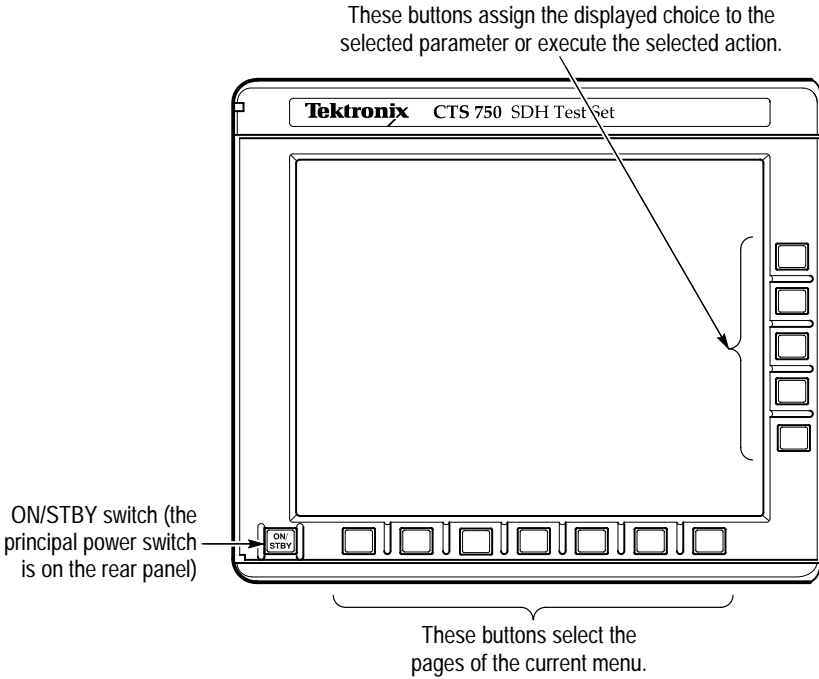 These buttons assign the displayed choice to the
selected parameter or execute the selected action.
Tektronix CTS 750 SDH Test Set
ON/STBY switch (the
principal power switch
is on the rear panel)
ON/
STBY
These buttons select the
pages of the current menu.